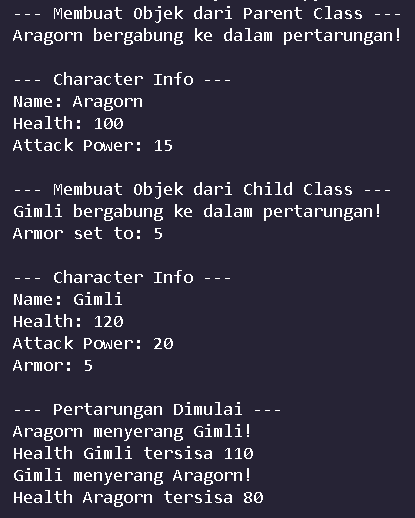 --- Membuat Objek dari Parent Class ---
Aragorn bergabung ke dalam pertarungan!
--- Character Info ---
Name: Aragorn
Health: 100
Attack Power: 15
--- Membuat Objek dari Child Class ---
Gimli bergabung ke dalam pertarungan!
Armor set to: 5
--- Character Info ---
Name: Gimli
Health: 120
Attack Power: 20
Armor: 5
--- Pertarungan Dimulai ---
Aragorn menyerang Gimli!
Health Gimli tersisa 110
Gimli menyerang Aragorn!
Health Aragorn tersisa 80